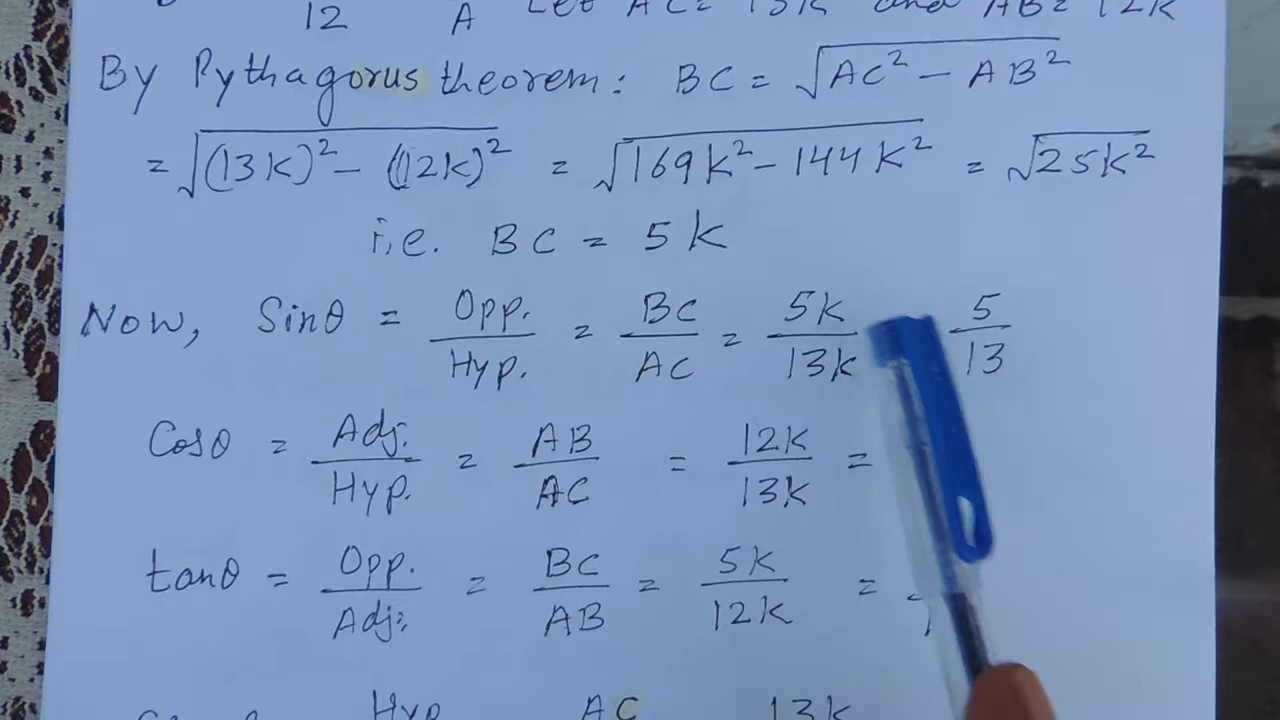 12 A Let AC = 13k and AB = 12k
By Pythagorus theorem : BC = √(AC² - AB²)
= √((13k)² - (12k)²) = √(169k² - 144k²) = √(25k²)
i.e. BC = 5k
Now, Sinθ = Opp./Hyp. = BC/AC = 5k/13k 5/13
Cosθ = Adj./Hyp. = AB/AC = 12k/13k =
tanθ = Opp./Adj. = BC/AB = 5k/12k =
Hyp AC 13k